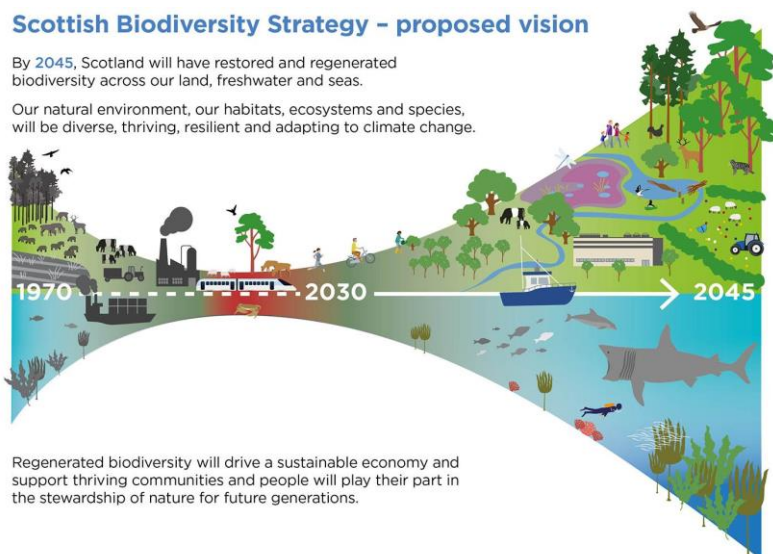 Scottish Biodiversity Strategy – proposed vision
By 2045, Scotland will have restored and regenerated
biodiversity across our land, freshwater and seas.
Our natural environment, our habitats, ecosystems and species,
will be diverse, thriving, resilient and adapting to climate change.
1970 2030 2045
Regenerated biodiversity will drive a sustainable economy and
support thriving communities and people will play their part in
the stewardship of nature for future generations.